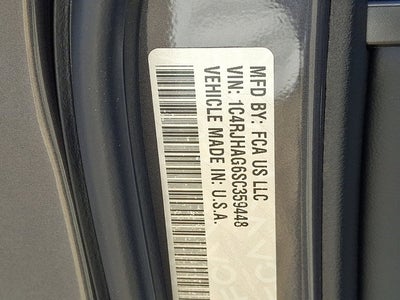 MFD BY: FCA US LLC
VIN: 1C4RJHAG6SC359448
VEHICLE MADE IN: U.S.A.